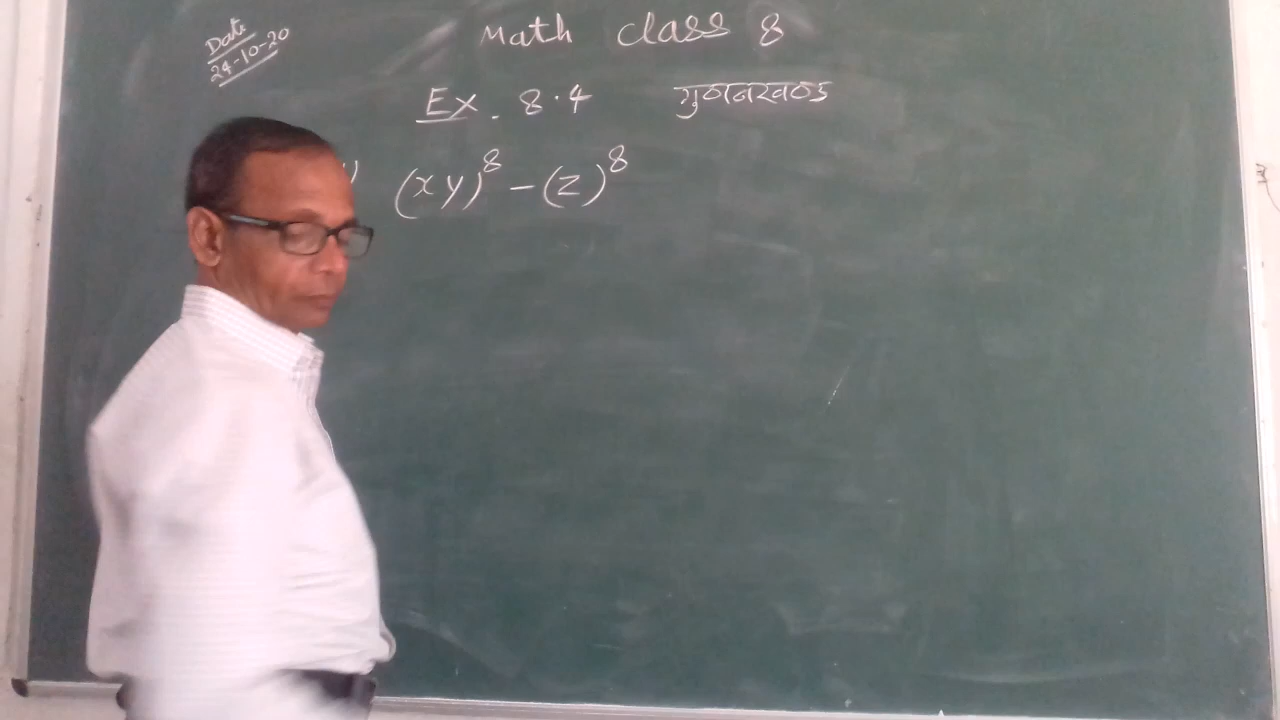 Date
24-10-20
Math class 8
Ex. 8.4 गुणनखण्ड
(xy)⁸ - (z)⁸